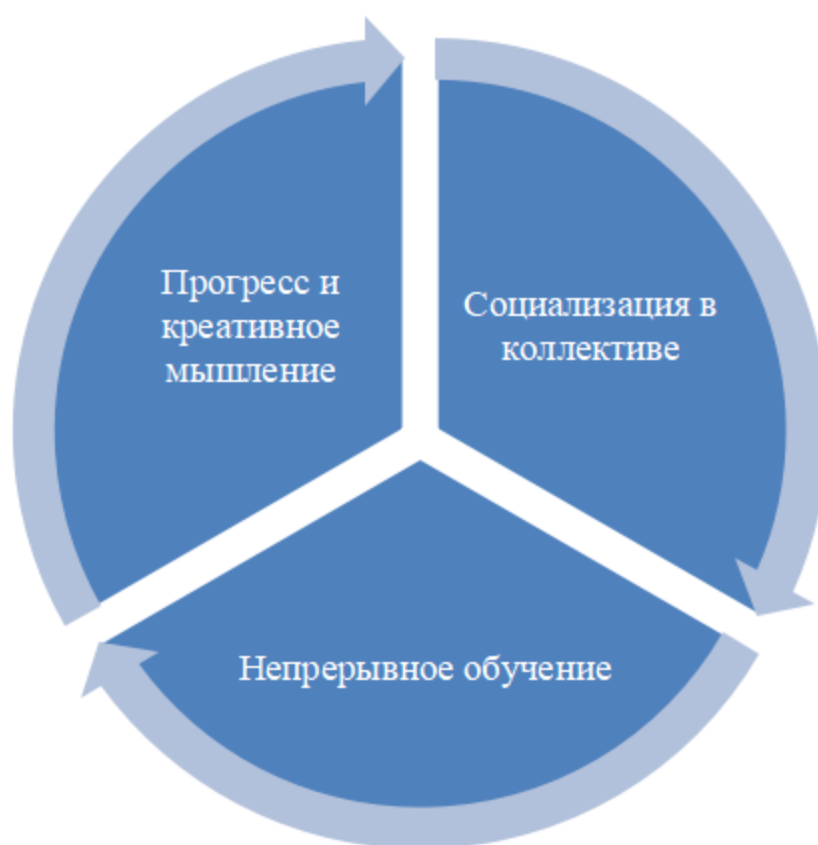 Прогресс и
креативное
мышление
Социализация в
коллективе
Непрерывное обучение